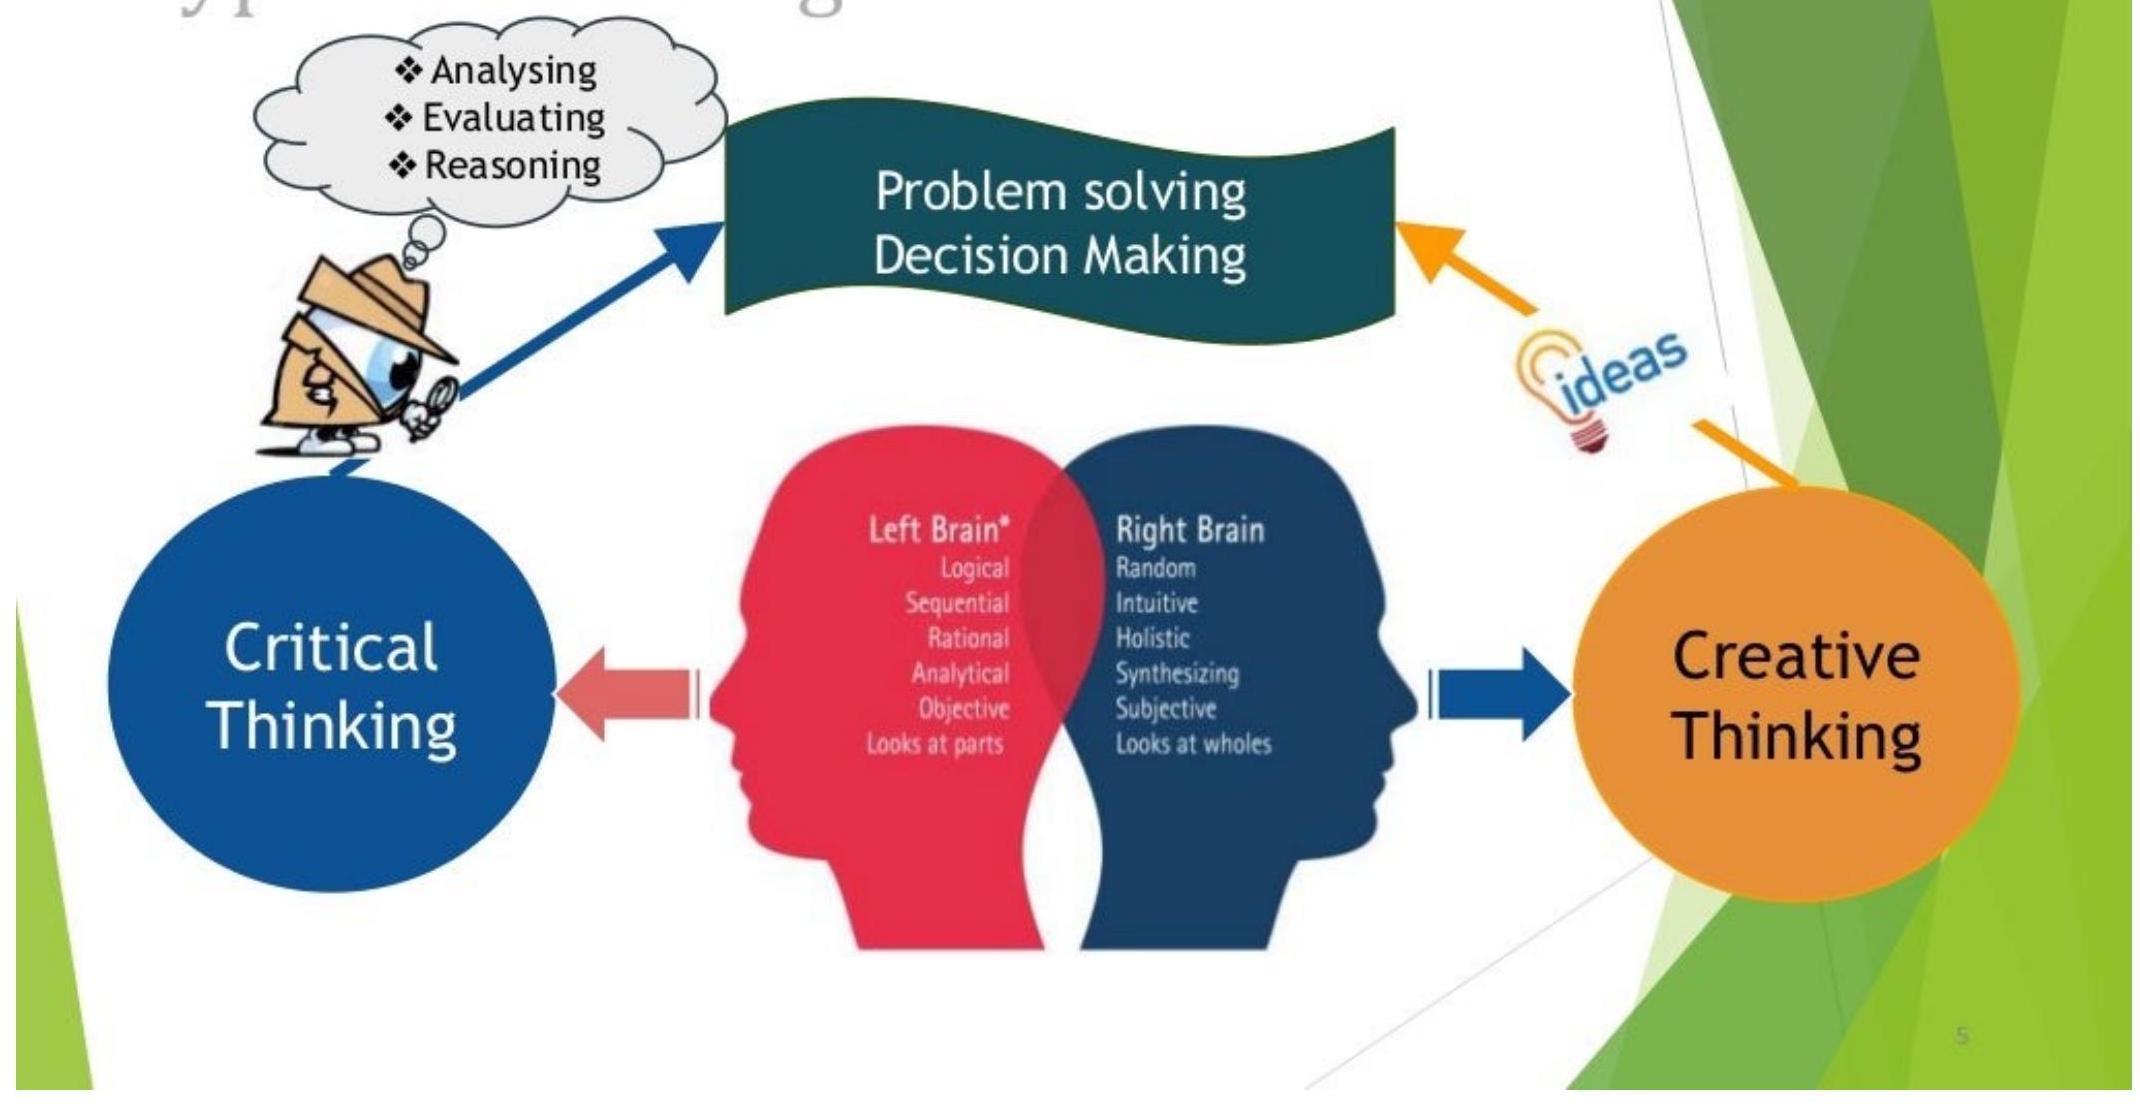 ❖ Analysing
❖ Evaluating
❖ Reasoning
Problem solving
Decision Making
ideas
Left Brain*
Logical
Sequential
Rational
Analytical
Objective
Looks at parts
Right Brain
Random
Intuitive
Holistic
Synthesizing
Subjective
Looks at wholes
Critical
Thinking
Creative
Thinking
5